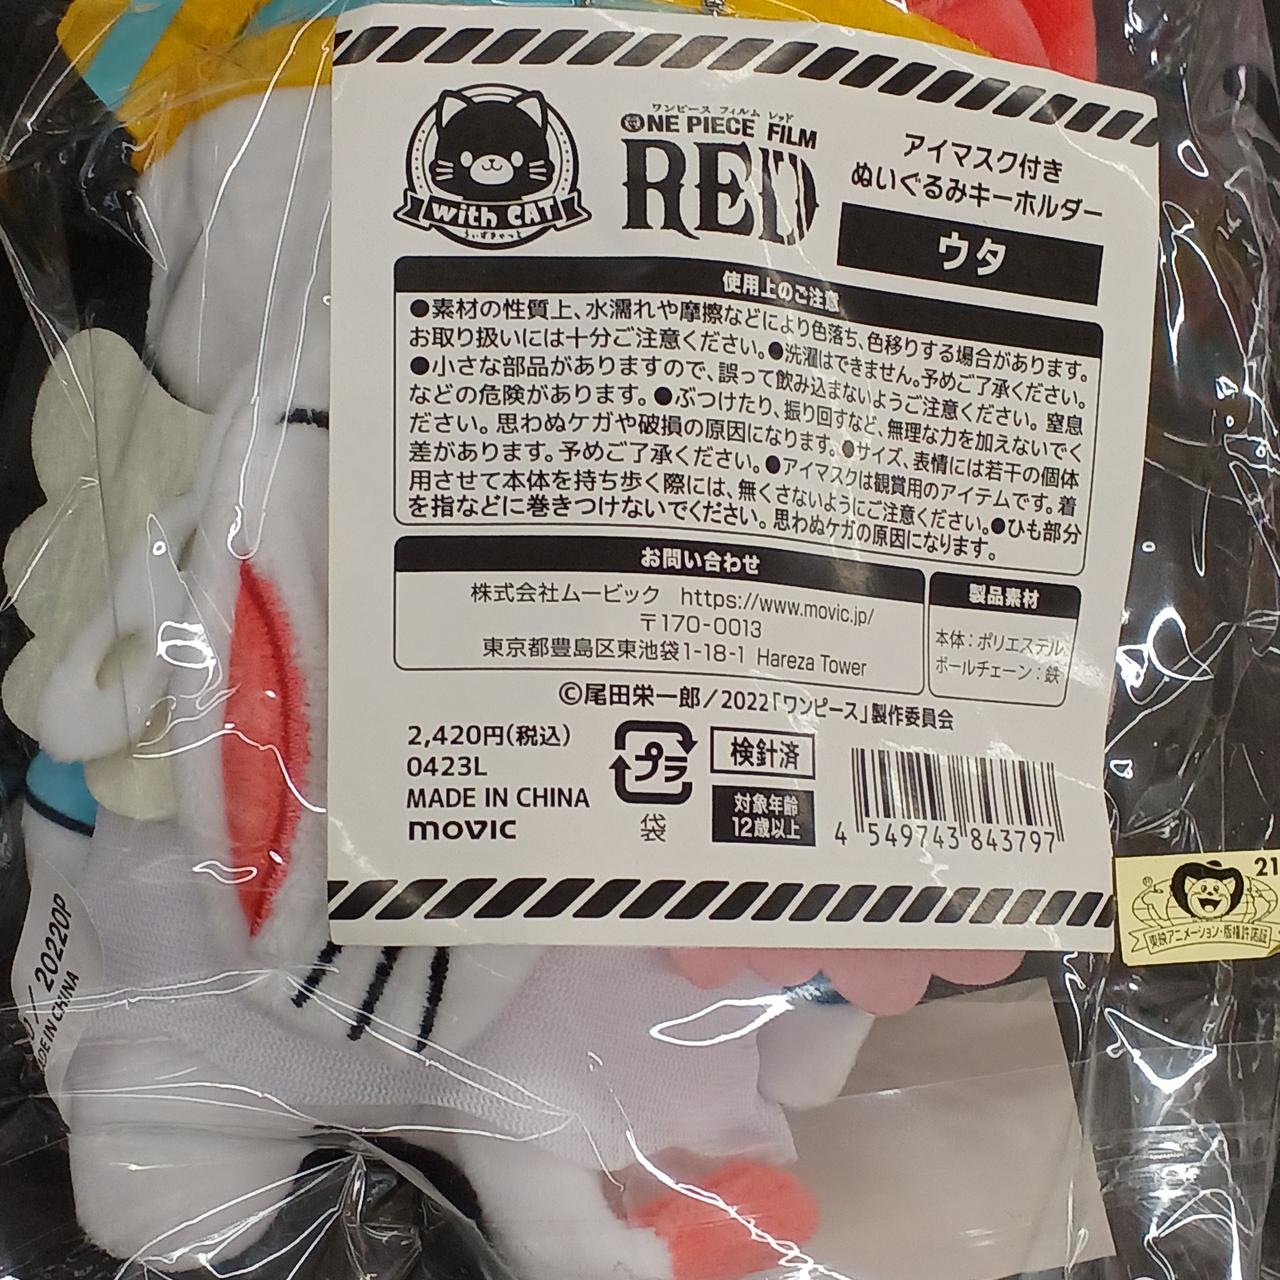 with CAT
うぃずきゃっと
ワンピース フィルム レッド
ONE PIECE FILM
RED
アイマスク付き
ぬいぐるみキーホルダー
ウタ
使用上のご注意
●素材の性質上、水濡れや摩擦などにより色落ち、色移りする場合があります。
お取り扱いには十分ご注意ください。●洗濯はできません。予めご了承ください。
●小さな部品がありますので、誤って飲み込まないようご注意ください。窒息
などの危険があります。●ぶつけたり、振り回すなど、無理な力を加えないでく
ださい。思わぬケガや破損の原因になります。●サイズ、表情には若干の個体
差があります。予めご了承ください。●アイマスクは観賞用のアイテムです。着
用させて本体を持ち歩く際には、無くさないようにご注意ください。●ひも部分
を指などに巻きつけないでください。思わぬケガの原因になります。
お問い合わせ
株式会社ムービック https://www.movic.jp/
〒170-0013
東京都豊島区東池袋1-18-1 Hareza Tower
製品素材
本体：ポリエステル
ボールチェーン：鉄
©尾田栄一郎／2022「ワンピース」製作委員会
2,420円(税込)
0423L
MADE IN CHINA
movic
プラ
袋
検針済
対象年齢
12歳以上
4 549743 843797
21
東映アニメーション・版権許諾証
／2022OP
MADE IN CHINA